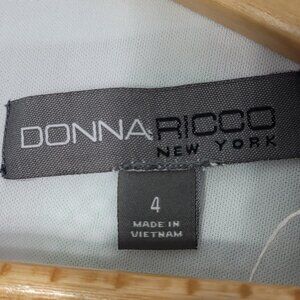 DONNA RICCO
NEW YORK
4
MADE IN
VIETNAM